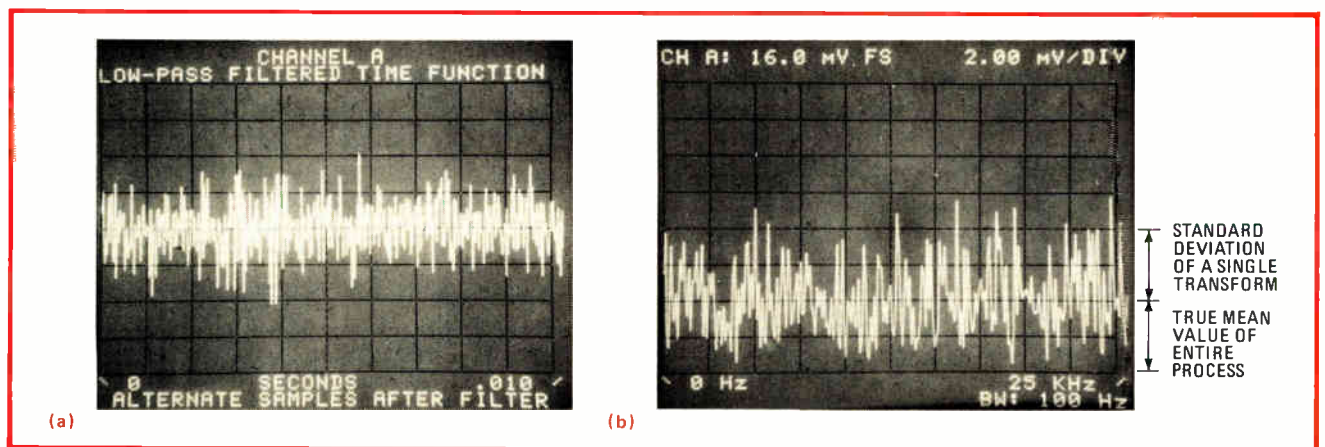 CHANNEL A
LOW-PASS FILTERED TIME FUNCTION
0 SECONDS .010
ALTERNATE SAMPLES AFTER FILTER
(a)
CH A: 16.0 MV FS 2.00 MV/DIV
0 Hz 25 KHz
BW: 100 Hz
(b)
STANDARD
DEVIATION
OF A SINGLE
TRANSFORM
TRUE MEAN
VALUE OF
ENTIRE
PROCESS